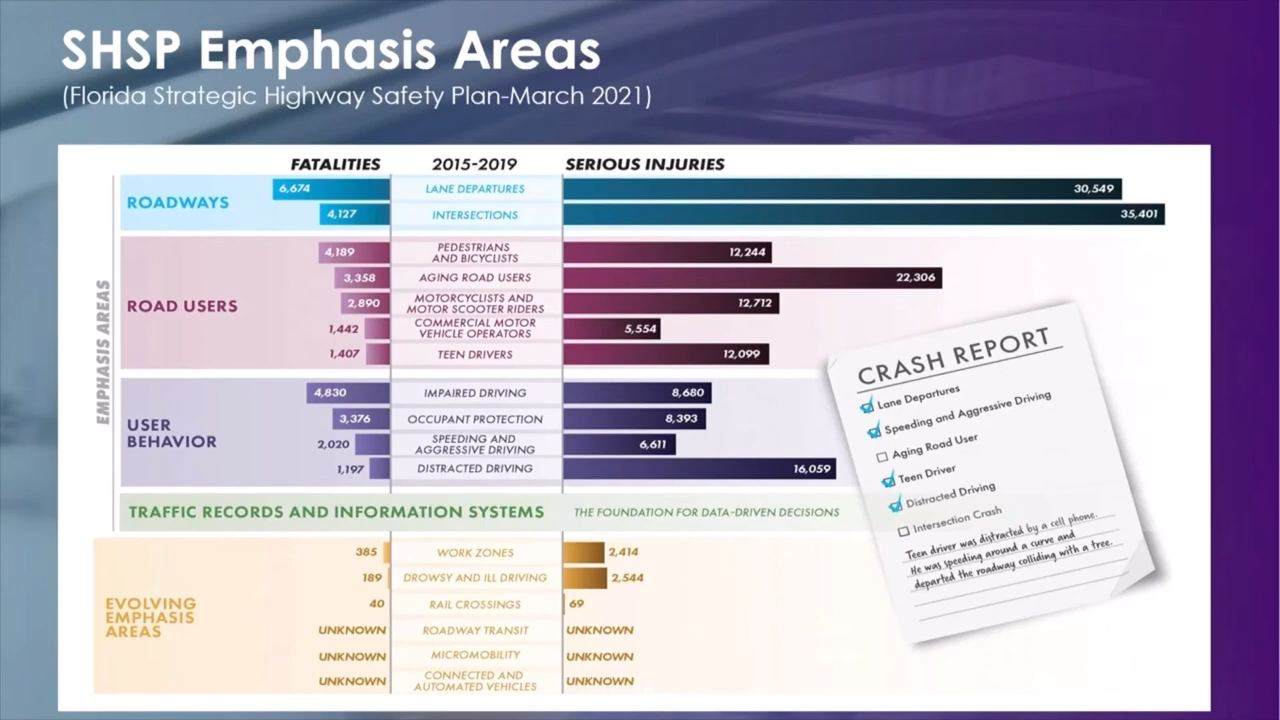 SHSP Emphasis Areas
(Florida Strategic Highway Safety Plan-March 2021)
FATALITIES 2015-2019 SERIOUS INJURIES
EMPHASIS AREAS
ROADWAYS
6,674 LANE DEPARTURES 30,549
4,127 INTERSECTIONS 35,401
ROAD USERS
4,189 PEDESTRIANS AND BICYCLISTS 12,244
3,358 AGING ROAD USERS 22,306
2,890 MOTORCYCLISTS AND MOTOR SCOOTER RIDERS 12,712
1,442 COMMERCIAL MOTOR VEHICLE OPERATORS 5,554
1,407 TEEN DRIVERS 12,099
USER
BEHAVIOR
4,830 IMPAIRED DRIVING 8,680
3,376 OCCUPANT PROTECTION 8,393
2,020 SPEEDING AND AGGRESSIVE DRIVING 6,611
1,197 DISTRACTED DRIVING 16,059
TRAFFIC RECORDS AND INFORMATION SYSTEMS THE FOUNDATION FOR DATA-DRIVEN DECISIONS
EVOLVING
EMPHASIS
AREAS
385 WORK ZONES 2,414
189 DROWSY AND ILL DRIVING 2,544
40 RAIL CROSSINGS 69
UNKNOWN ROADWAY TRANSIT UNKNOWN
UNKNOWN MICROMOBILITY UNKNOWN
UNKNOWN CONNECTED AND AUTOMATED VEHICLES UNKNOWN
CRASH REPORT
Lane Departures
Speeding and Aggressive Driving
Aging Road User
Teen Driver
Distracted Driving
Intersection Crash
Teen driver was distracted by a cell phone.
He was speeding around a curve and
departed the roadway colliding with a tree.